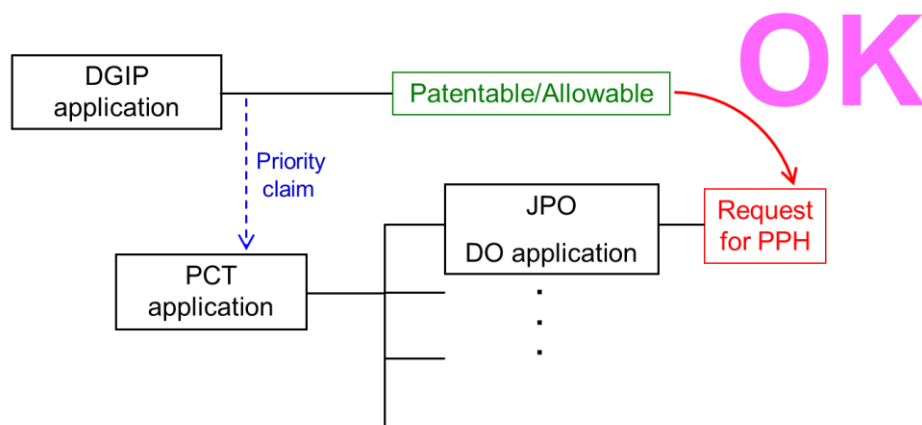 OK
DGIP
application
Patentable/Allowable
Priority
claim
JPO
DO application
Request
for PPH
PCT
application